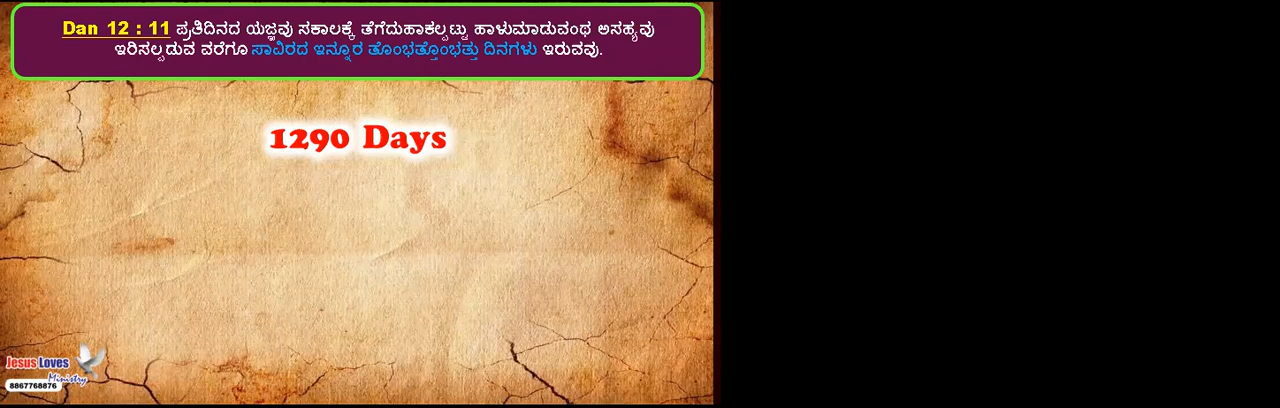 Dan 12 : 11 ಪ್ರತಿದಿನದ ಯಜ್ಞವು ಸಕಾಲಕ್ಕೆ ತೆಗೆದುಹಾಕಲ್ಪಟ್ಟು ಹಾಳುಮಾಡುವಂಥ ಅಸಹ್ಯವು
ಇರಿಸಲ್ಪಡುವ ವರೆಗೂ ಸಾವಿರದ ಇನ್ನೂರ ತೊಂಭತ್ತೊಂಭತ್ತು ದಿನಗಳು ಇರುವವು.
1290 Days
Jesus Loves
Ministry
8867768876